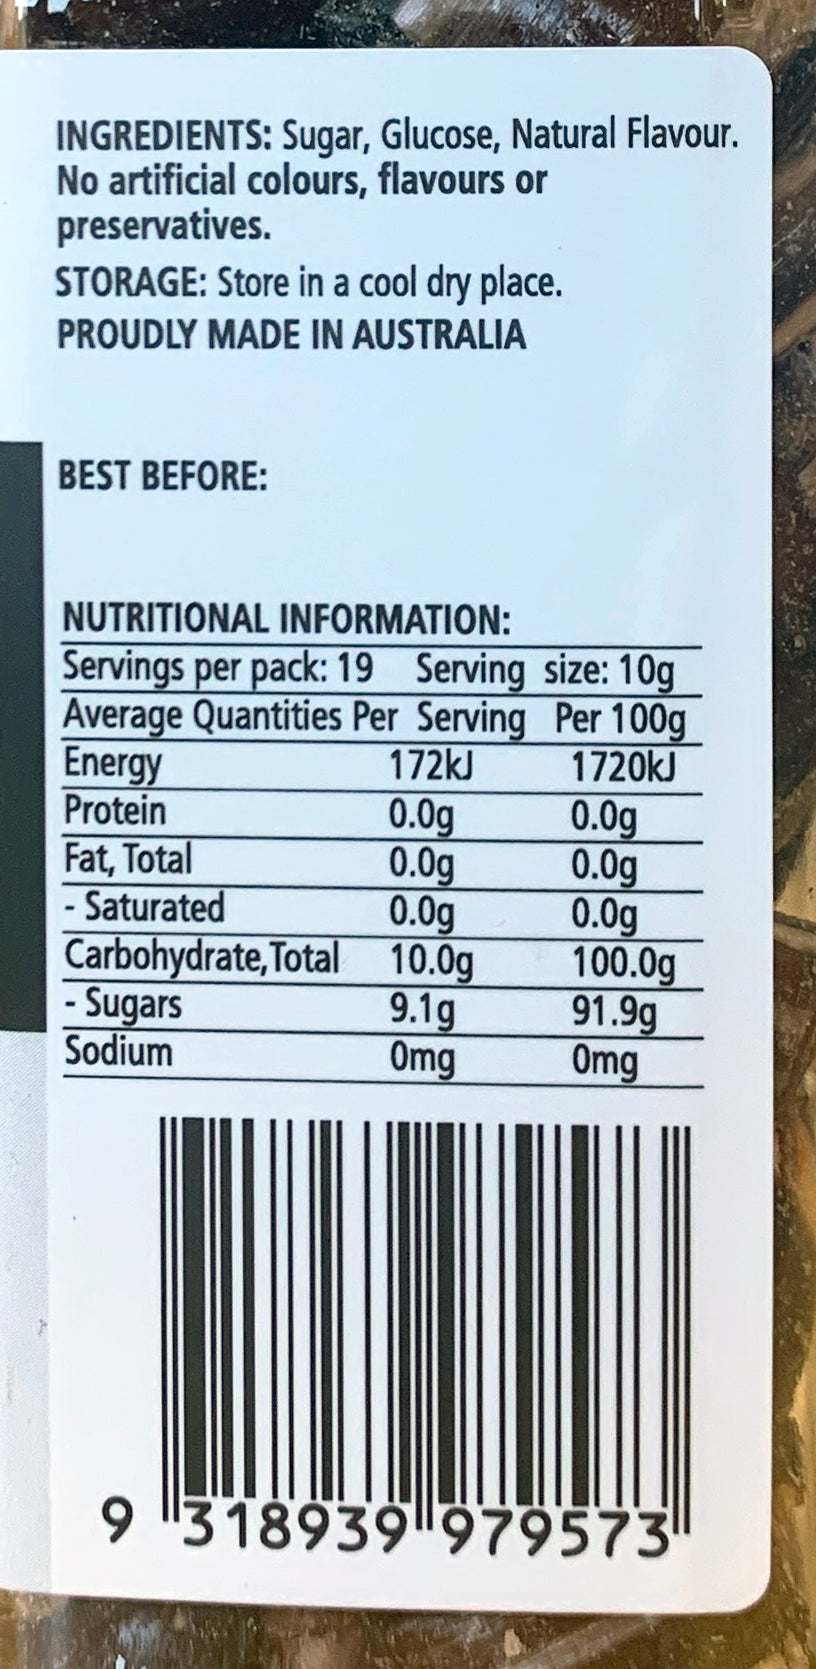 INGREDIENTS: Sugar, Glucose, Natural Flavour.
No artificial colours, flavours or
preservatives.
STORAGE: Store in a cool dry place.
PROUDLY MADE IN AUSTRALIA
BEST BEFORE:
NUTRITIONAL INFORMATION:
Servings per pack: 19 Serving size: 10g
Average Quantities Per Serving Per 100g
Energy 172kJ 1720kJ
Protein 0.0g 0.0g
Fat, Total 0.0g 0.0g
- Saturated 0.0g 0.0g
Carbohydrate,Total 10.0g 100.0g
- Sugars 9.1g 91.9g
Sodium 0mg 0mg
9 318939 979573